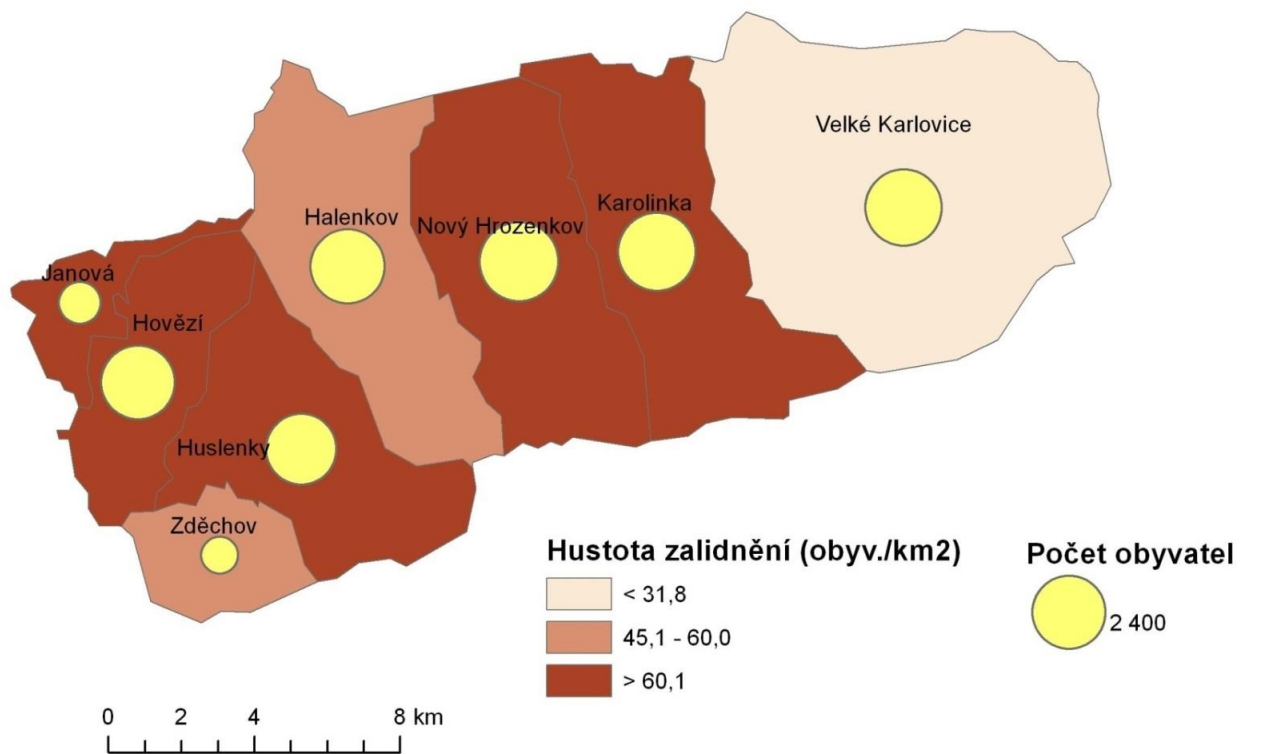 Velké Karlovice
Karolinka
Halenkov
Nový Hrozenkov
Janová
Hovězí
Huslenky
Zděchov
Hustota zalidnění (obyv./km2)
< 31,8
45,1 - 60,0
> 60,1
Počet obyvatel
2 400
0 2 4 8 km